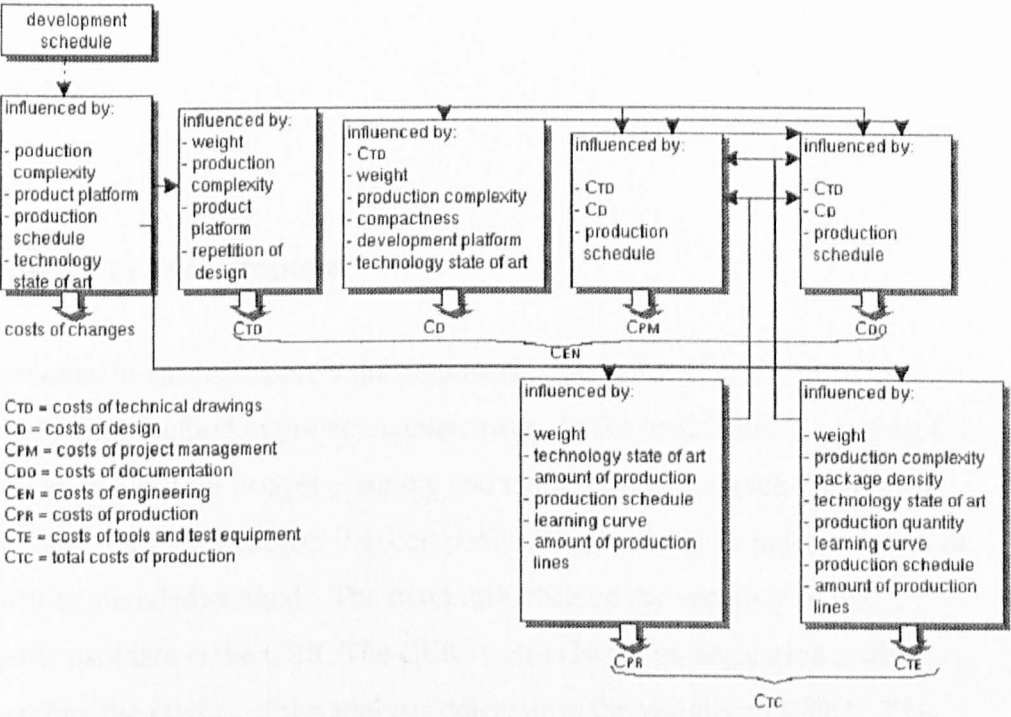 development
schedule
influenced by:
- poduction
complexity
- product platform
- production
schedule
- technology
state of art
costs of changes
influenced by:
- weight
- production
complexity
- product
platform
- repetition of
design
CTD
influenced by:
- CTD
- weight
- production complexity
- compactness
- development platform
- technology state of art
CD
influenced by:
- CTD
- CD
- production
schedule
CPM
influenced by:
- CTD
- CD
- production
schedule
CDO
CEN
CTD = costs of technical drawings
CD = costs of design
CPM = costs of project management
CDO = costs of documentation
CEN = costs of engineering
CPR = costs of production
CTE = costs of tools and test equipment
CTC = total costs of production
influenced by:
- weight
- technology state of art
- amount of production
- production schedule
- learning curve
- amount of production
lines
CPR
influenced by:
- weight
- production complexity
- package density
- technology state of art
- production quantity
- learning curve
- production schedule
- amount of production
lines
CTE
CTC